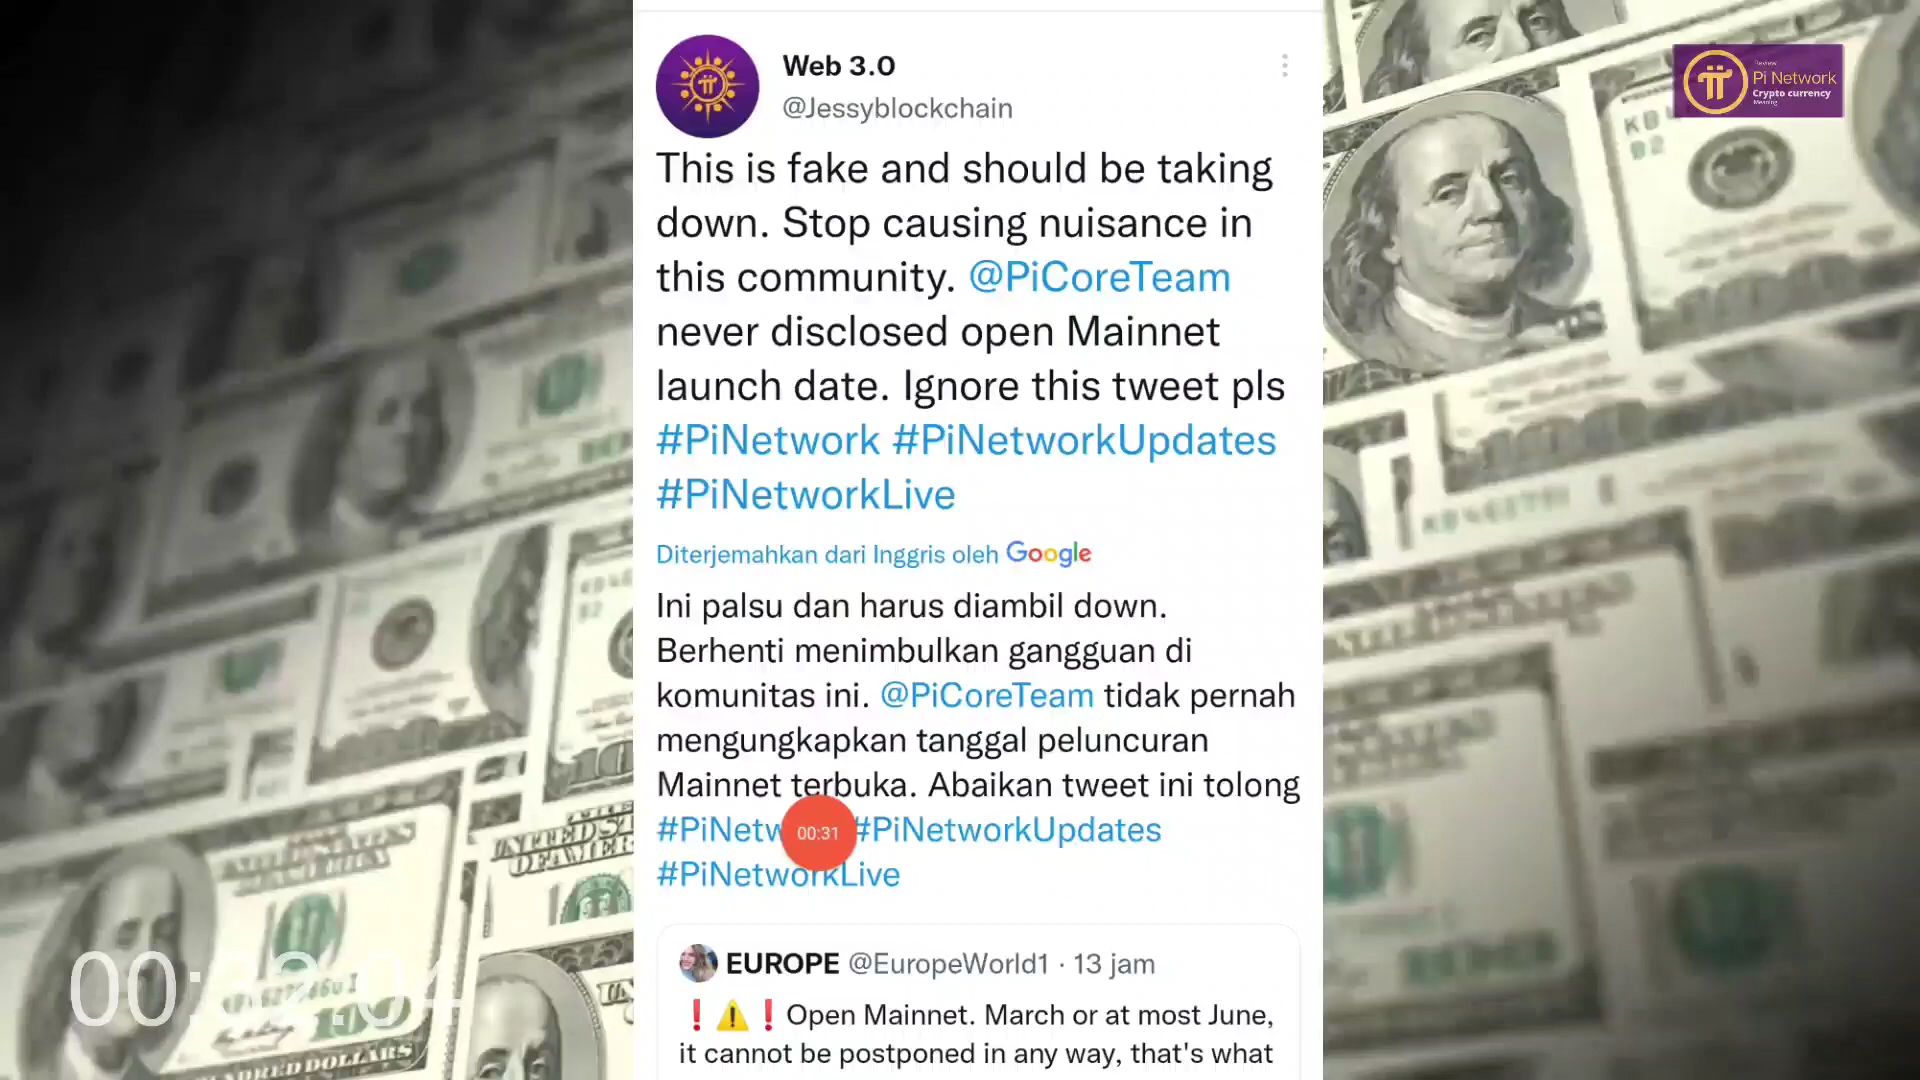 Web 3.0
@Jessyblockchain
This is fake and should be taking
down. Stop causing nuisance in
this community. @PiCoreTeam
never disclosed open Mainnet
launch date. Ignore this tweet pls
#PiNetwork #PiNetworkUpdates
#PiNetworkLive
Diterjemahkan dari Inggris oleh Google
Ini palsu dan harus diambil down.
Berhenti menimbulkan gangguan di
komunitas ini. @PiCoreTeam tidak pernah
mengungkapkan tanggal peluncuran
Mainnet terbuka. Abaikan tweet ini tolong
#PiNetw 00:31 #PiNetworkUpdates
#PiNetworkLive
EUROPE @EuropeWorld1 · 13 jam
❗⚠️❗Open Mainnet. March or at most June,
it cannot be postponed in any way, that's what
Review
Pi Network
Crypto currency
Meaning